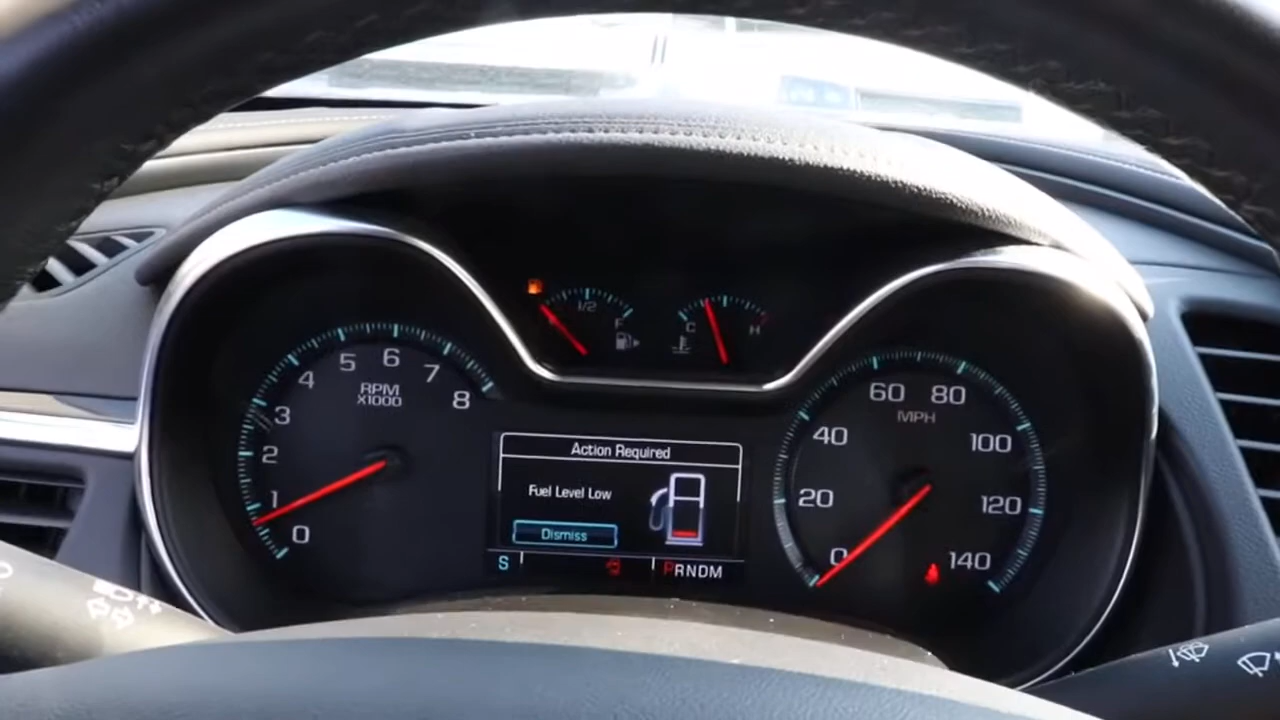 1/2
F
C
H
0
1
2
3
4
5
6
7
8
RPM
X1000
Action Required
Fuel Level Low
Dismiss
S
PRNDM
0
20
40
60
80
100
120
140
MPH